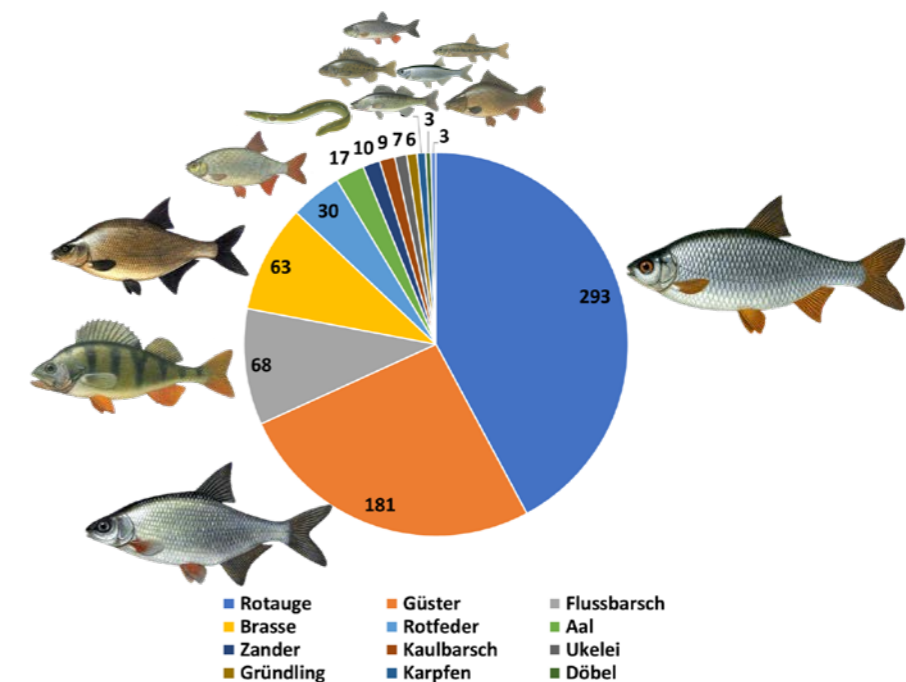 3
17 10 9 7 6 3
30
63
293
68
181
Rotauge Güster Flussbarsch
Brasse Rotfeder Aal
Zander Kaulbarsch Ukelei
Gründling Karpfen Döbel